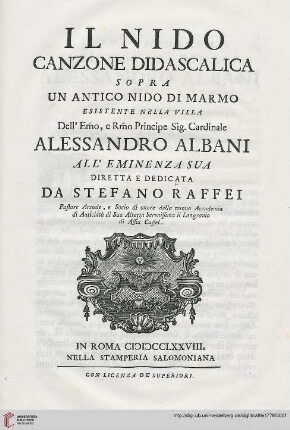 IL NIDO
CANZONE DIDASCALICA
SOPRA
UN ANTICO NIDO DI MARMO
ESISTENTE NELLA VILLA
Dell' Emo, e Rmo Principe Sig. Cardinale
ALESSANDRO ALBANI
ALL' EMINENZA SUA
DIRETTA E DEDICATA
DA STEFANO RAFFEI
Pastore Arcade, e Socio di onore della nuova Accademia
di Antichità di Sua Altezza Serenissima il Langravio
di Assia Cassel.
IN ROMA CIƆIƆCCLXXVIII.
NELLA STAMPERIA SALOMONIANA
CON LICENZA DE' SUPERIORI.